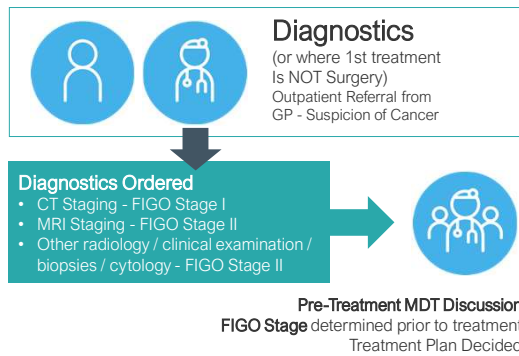 Diagnostics
(or where 1st treatment
Is NOT Surgery)
Outpatient Referral from
GP - Suspicion of Cancer
Diagnostics Ordered
• CT Staging - FIGO Stage I
• MRI Staging - FIGO Stage II
• Other radiology / clinical examination /
biopsies / cytology - FIGO Stage II
Pre-Treatment MDT Discussion
FIGO Stage determined prior to treatment
Treatment Plan Decided